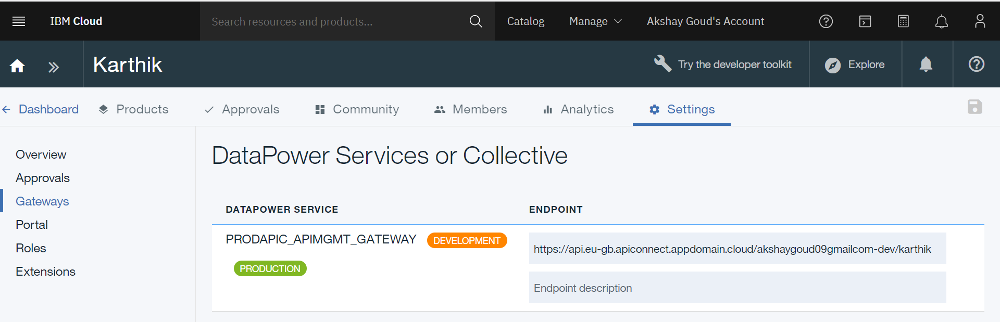 IBM Cloud
Search resources and products...
Catalog
Manage
Akshay Goud's Account
Karthik
Try the developer toolkit
Explore
Dashboard
Products
Approvals
Community
Members
Analytics
Settings
Overview
Approvals
Gateways
Portal
Roles
Extensions
DataPower Services or Collective
DATAPOWER SERVICE
ENDPOINT
PRODAPIC_APIMGMT_GATEWAY
DEVELOPMENT
PRODUCTION
https://api.eu-gb.apiconnect.appdomain.cloud/akshaygoud09gmailcom-dev/karthik
Endpoint description